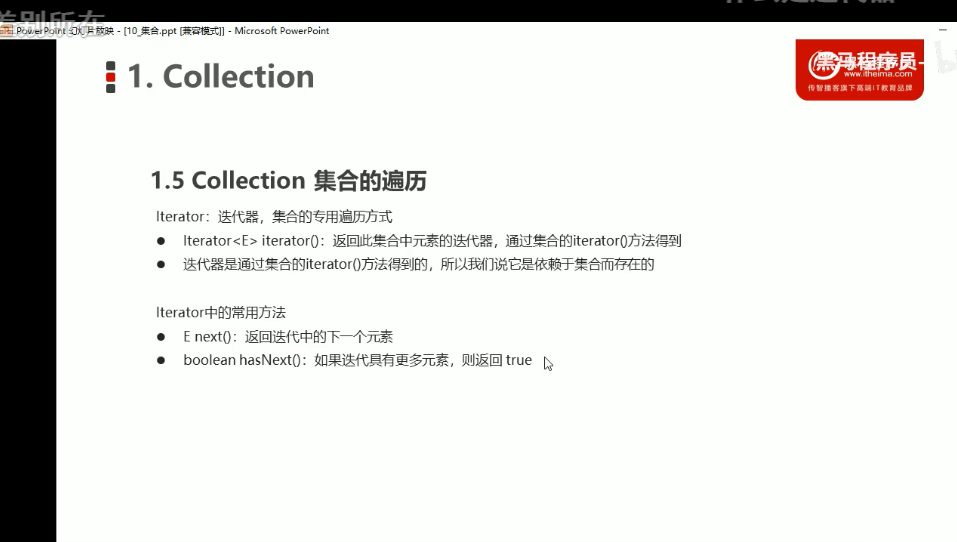 差别所在
PowerPoint 幻灯片放映 - [10_集合.ppt [兼容模式]] - Microsoft PowerPoint
1. Collection
黑马程序员
www.itheima.com
传智播客旗下高端IT教育品牌
1.5 Collection 集合的遍历
Iterator：迭代器，集合的专用遍历方式
● Iterator<E> iterator()：返回此集合中元素的迭代器，通过集合的iterator()方法得到
● 迭代器是通过集合的iterator()方法得到的，所以我们说它是依赖于集合而存在的
Iterator中的常用方法
● E next()：返回迭代中的下一个元素
● boolean hasNext()：如果迭代具有更多元素，则返回 true